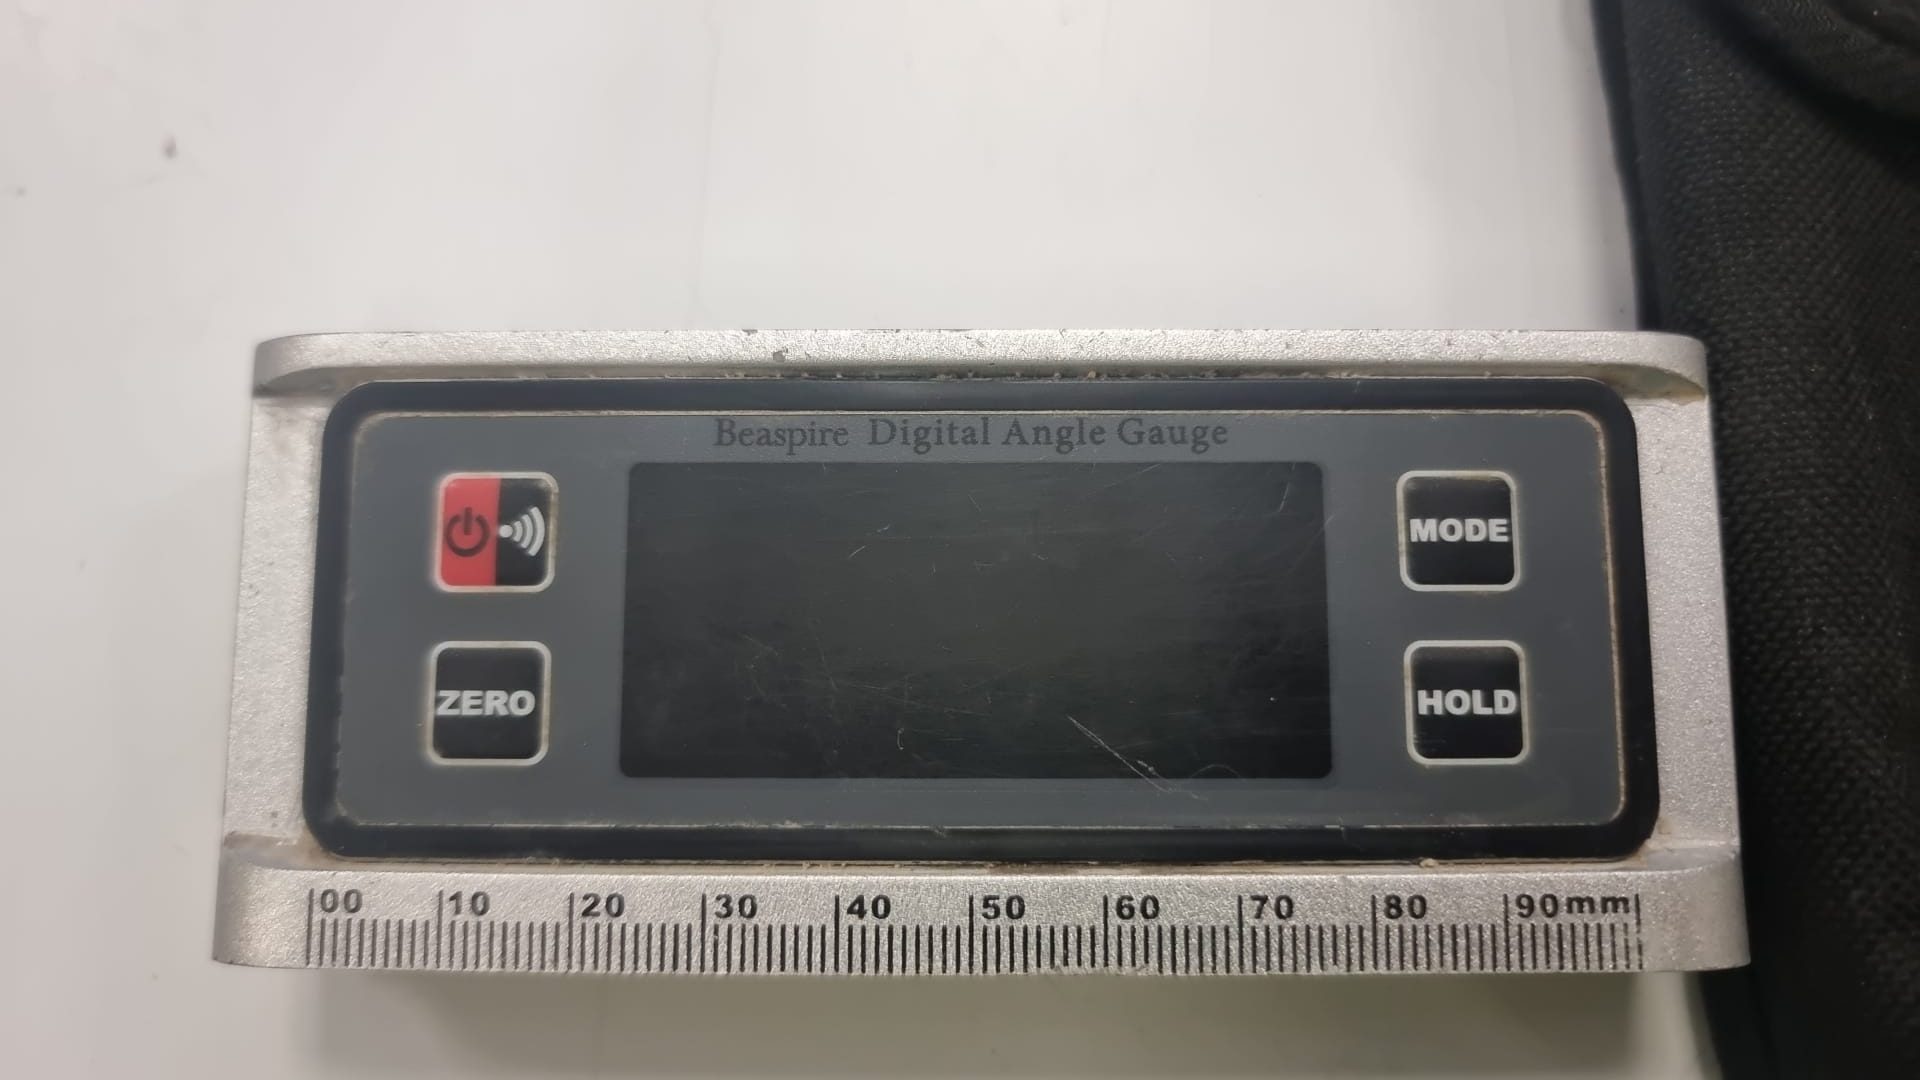 Beaspire Digital Angle Gauge
MODE
ZERO
HOLD
00 10 20 30 40 50 60 70 80 90mm